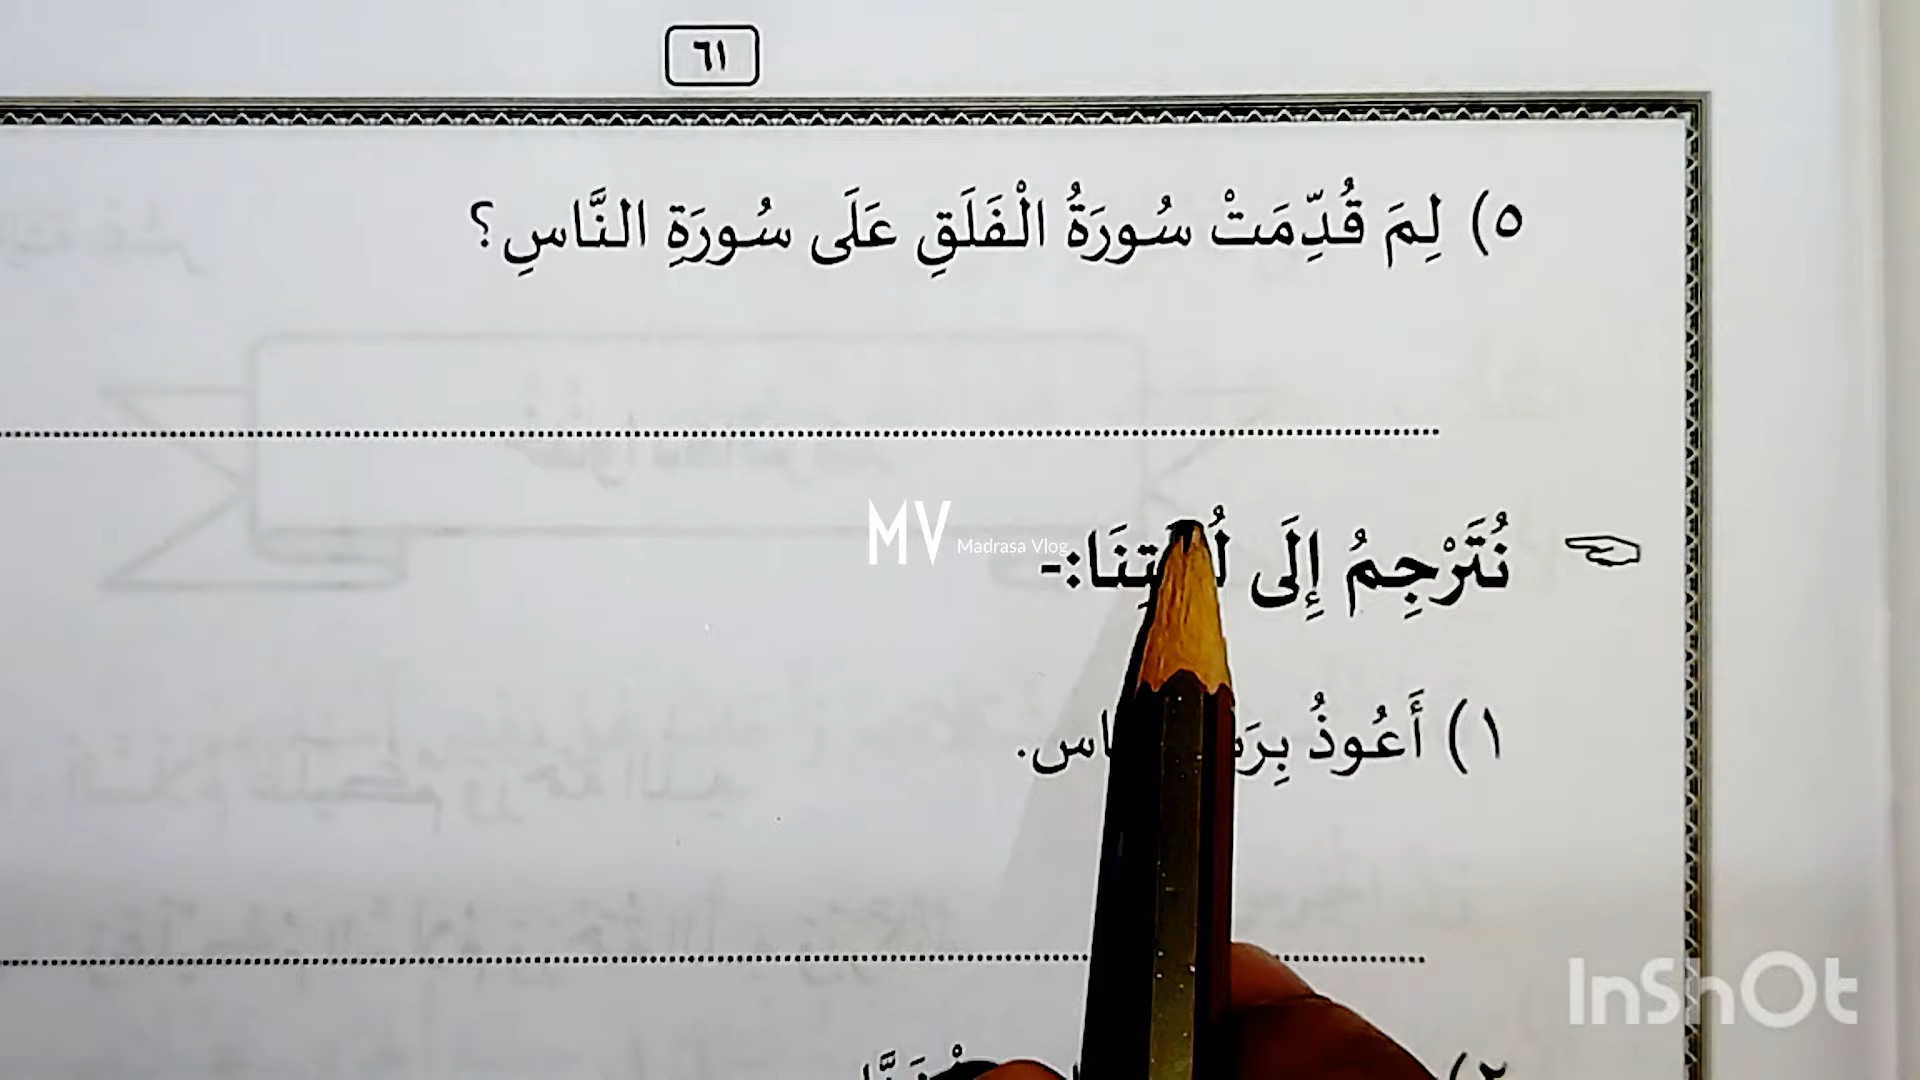 ٦١
٥) لِمَ قُدِّمَتْ سُورَةُ الْفَلَقِ عَلَى سُورَةِ النَّاسِ؟
نُتَرْجِمُ إِلَى
MV Madrasa Vlog
١) أَعُوذُ
InShOt